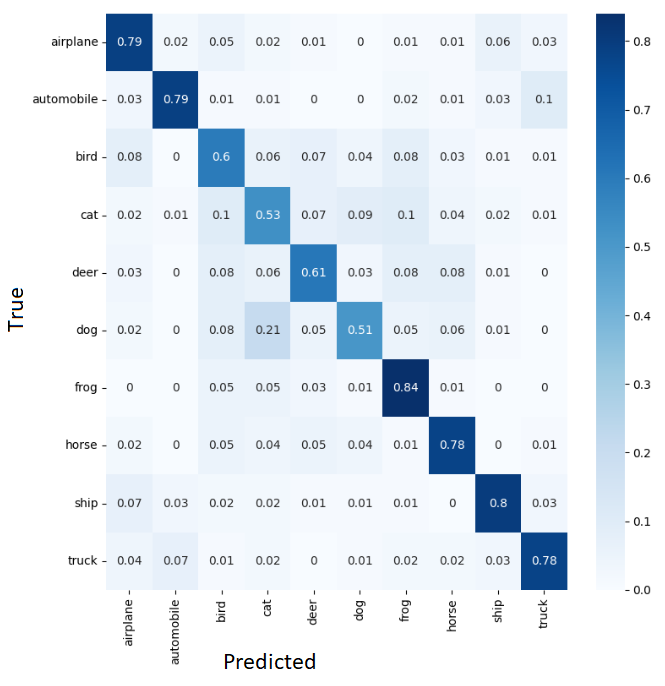 airplane 0.79 0.02 0.05 0.02 0.01 0 0.01 0.01 0.06 0.03
automobile 0.03 0.79 0.01 0.01 0 0 0.02 0.01 0.03 0.1
bird 0.08 0 0.6 0.06 0.07 0.04 0.08 0.03 0.01 0.01
cat 0.02 0.01 0.1 0.53 0.07 0.09 0.1 0.04 0.02 0.01
deer 0.03 0 0.08 0.06 0.61 0.03 0.08 0.08 0.01 0
dog 0.02 0 0.08 0.21 0.05 0.51 0.05 0.06 0.01 0
frog 0 0 0.05 0.05 0.03 0.01 0.84 0.01 0 0
horse 0.02 0 0.05 0.04 0.05 0.04 0.01 0.78 0 0.01
ship 0.07 0.03 0.02 0.02 0.01 0.01 0.01 0 0.8 0.03
truck 0.04 0.07 0.01 0.02 0 0.01 0.02 0.02 0.03 0.78
airplane automobile bird cat deer dog frog horse ship truck
True
Predicted
0.8
0.7
0.6
0.5
0.4
0.3
0.2
0.1
0.0